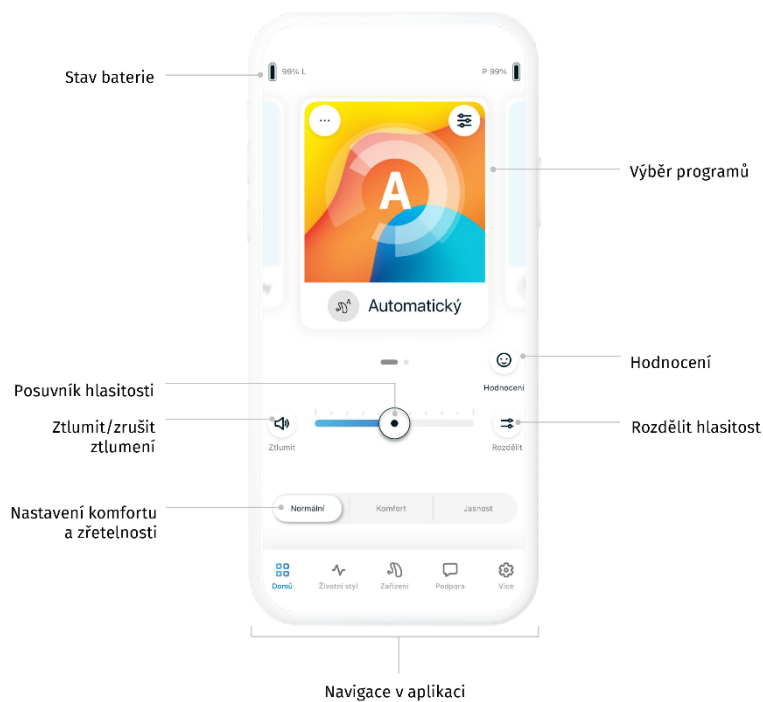 Stav baterie
99% L
P 99%
A
Výběr programů
A
Automatický
Hodnocení
Hodnocení
Posuvník hlasitosti
Ztlumit/zrušit
ztlumení
Ztlumit
Rozdělit
Rozdělit hlasitost
Nastavení komfortu
a zřetelnosti
Normální
Komfort
Jasnost
Domů
Životní styl
Zařízení
Podpora
Více
Navigace v aplikaci